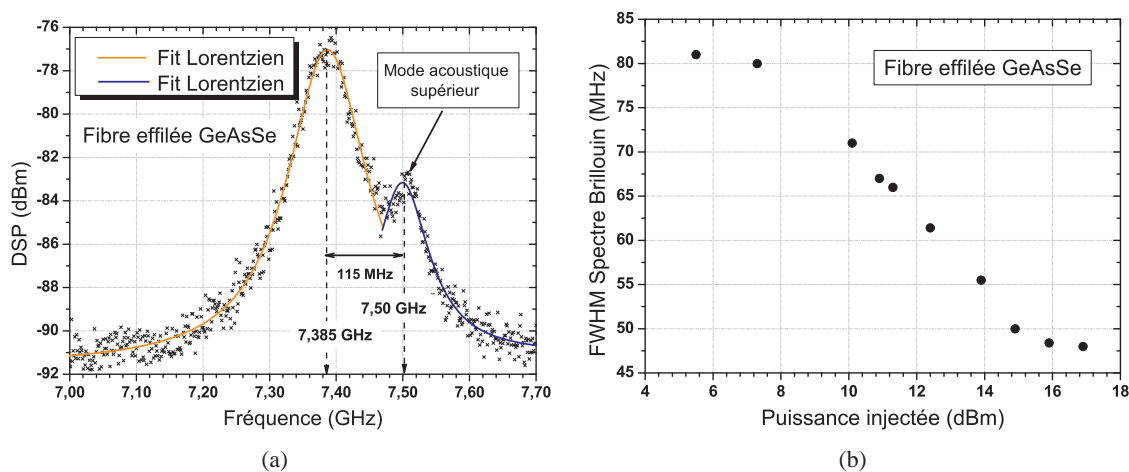 -76
-78
-80
-82
-84
-86
-88
-90
-92
DSP (dBm)
Fit Lorentzien
Fit Lorentzien
Fibre effilée GeAsSe
Mode acoustique
supérieur
115 MHz
7,50 GHz
7,385 GHz
7,00 7,10 7,20 7,30 7,40 7,50 7,60 7,70
Fréquence (GHz)
(a)
85
80
75
70
65
60
55
50
45
FWHM Spectre Brillouin (MHz)
Fibre effilée GeAsSe
4 6 8 10 12 14 16 18
Puissance injectée (dBm)
(b)